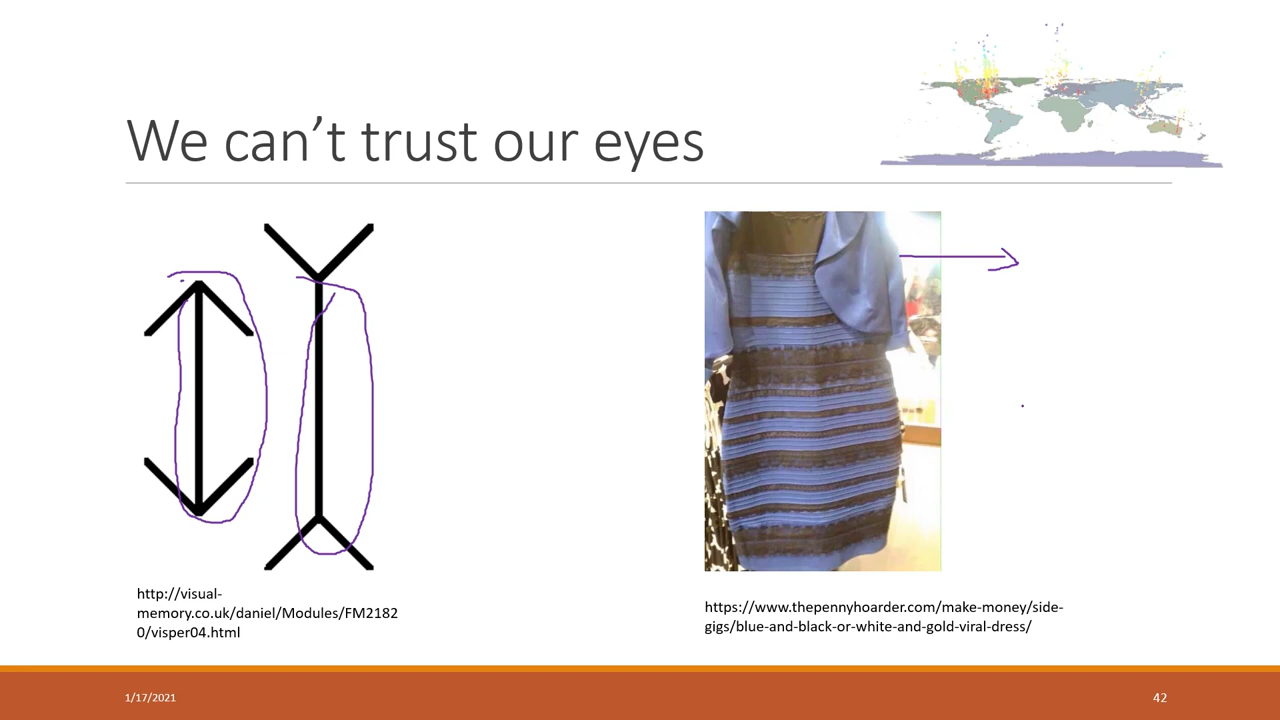 We can’t trust our eyes
http://visual-
memory.co.uk/daniel/Modules/FM2182
0/visper04.html
https://www.thepennyhoarder.com/make-money/side-
gigs/blue-and-black-or-white-and-gold-viral-dress/
1/17/2021
42